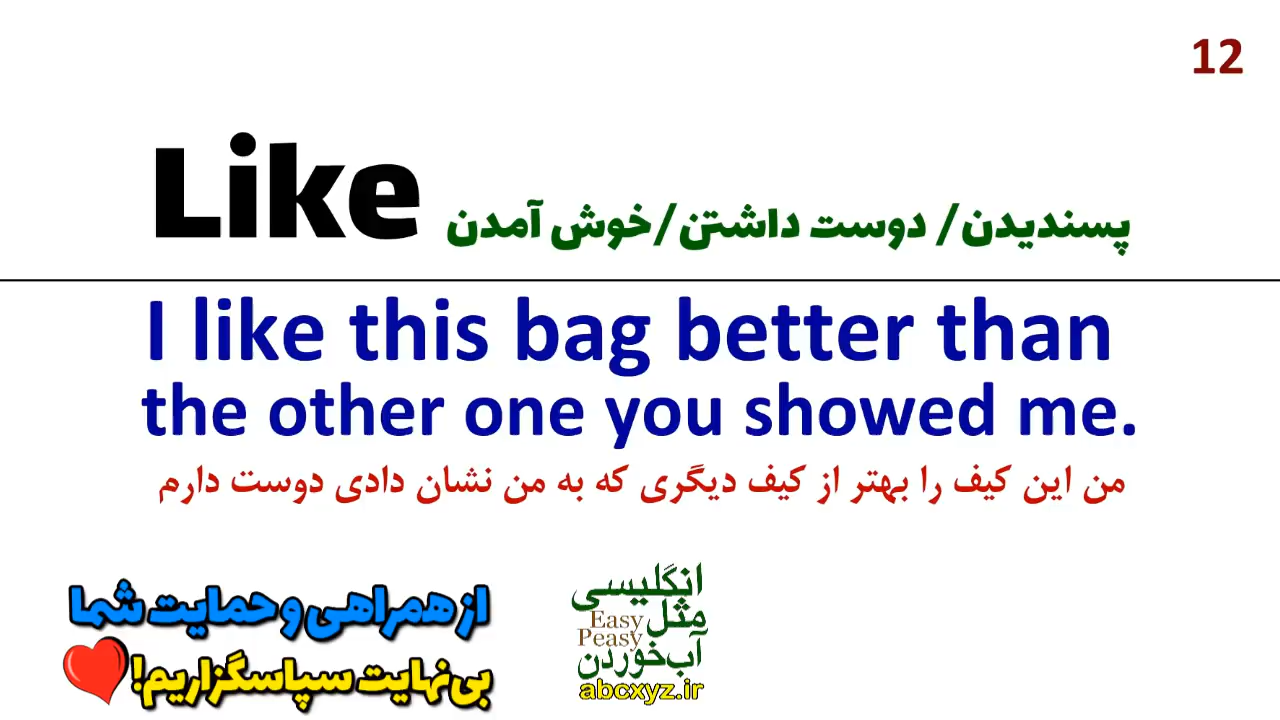 12
Like پسندیدن/ دوست داشتن/خوش آمدن
I like this bag better than
the other one you showed me.
من این کیف را بهتر از کیف دیگری که به من نشان دادی دوست دارم
از همراهی و حمایت شما
بی‌نهایت سپاسگزاریم!
انگلیسی
مثل Easy
Peasy
آب‌خوردن
abcxyz.ir